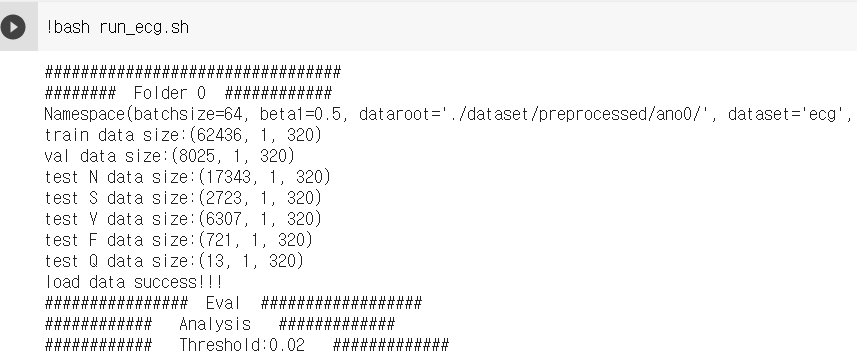 !bash run_ecg.sh
#################################
######## Folder 0 ############
Namespace(batchsize=64, beta1=0.5, dataroot='./dataset/preprocessed/ano0/', dataset='ecg',
train data size:(62436, 1, 320)
val data size:(8025, 1, 320)
test N data size:(17343, 1, 320)
test S data size:(2723, 1, 320)
test V data size:(6307, 1, 320)
test F data size:(721, 1, 320)
test Q data size:(13, 1, 320)
load data success!!!
################ Eval ##################
############ Analysis #############
############ Threshold:0.02 #############